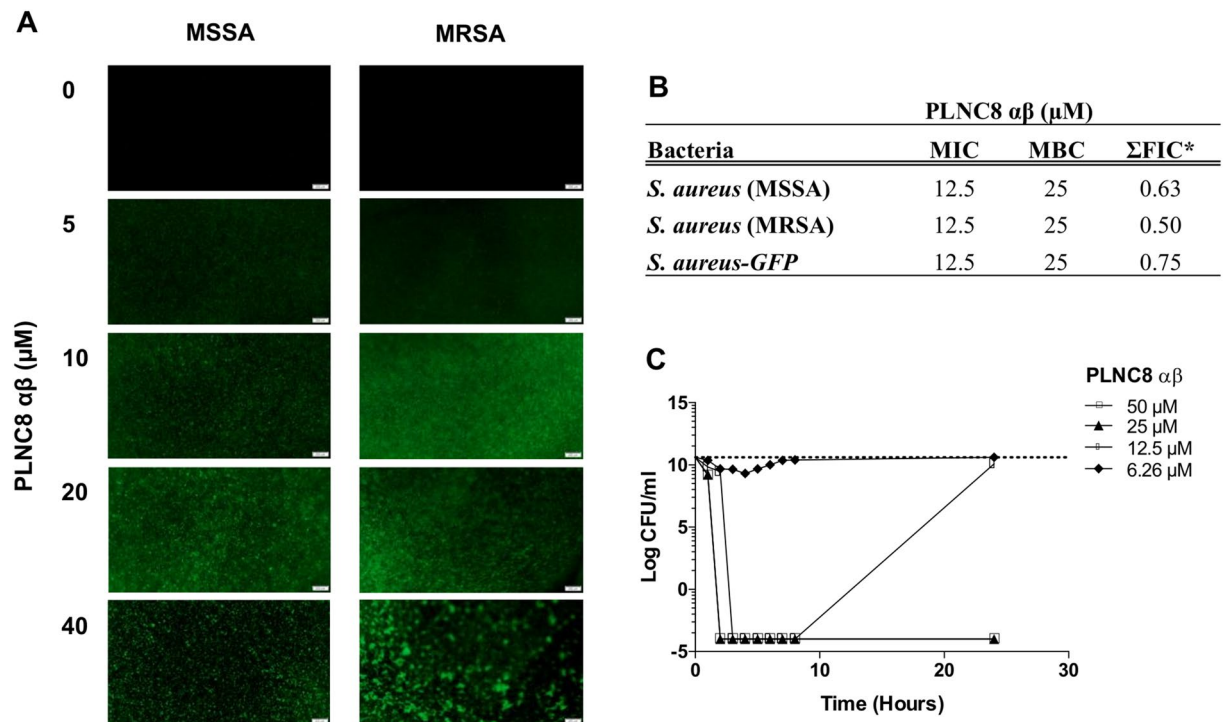 A
MSSA
MRSA
0
5
10
20
40
PLNC8 αβ (μM)
B
PLNC8 αβ (μM)
Bacteria MIC MBC ΣFIC*
S. aureus (MSSA) 12.5 25 0.63
S. aureus (MRSA) 12.5 25 0.50
S. aureus-GFP 12.5 25 0.75
C
PLNC8 αβ
50 μM
25 μM
12.5 μM
6.26 μM
15
10
5
0
-5
Log CFU/ml
0 10 20 30
Time (Hours)